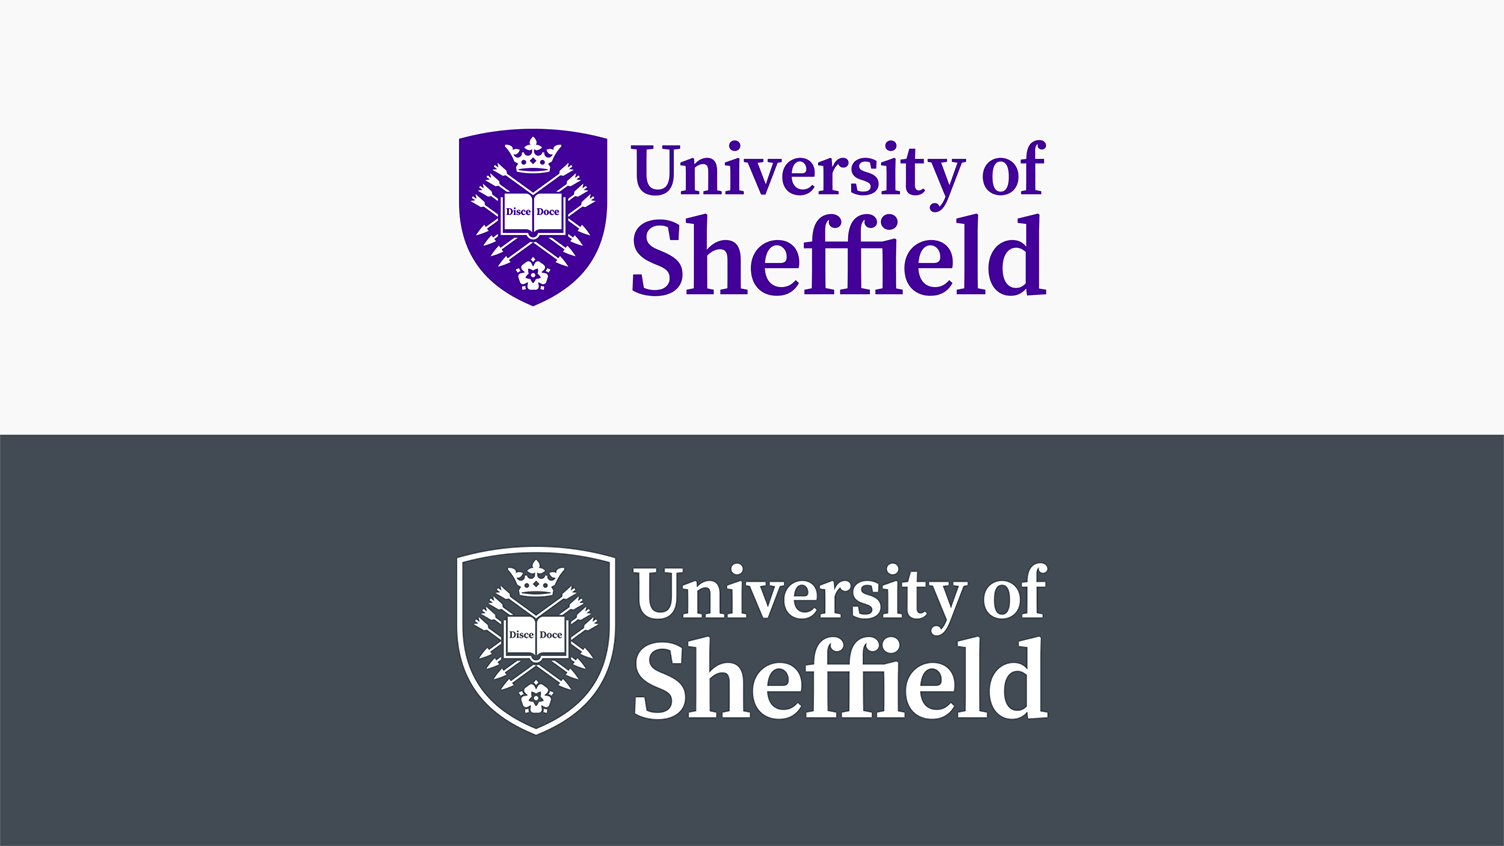 Disce Doce
University of
Sheffield
Disce Doce
University of
Sheffield